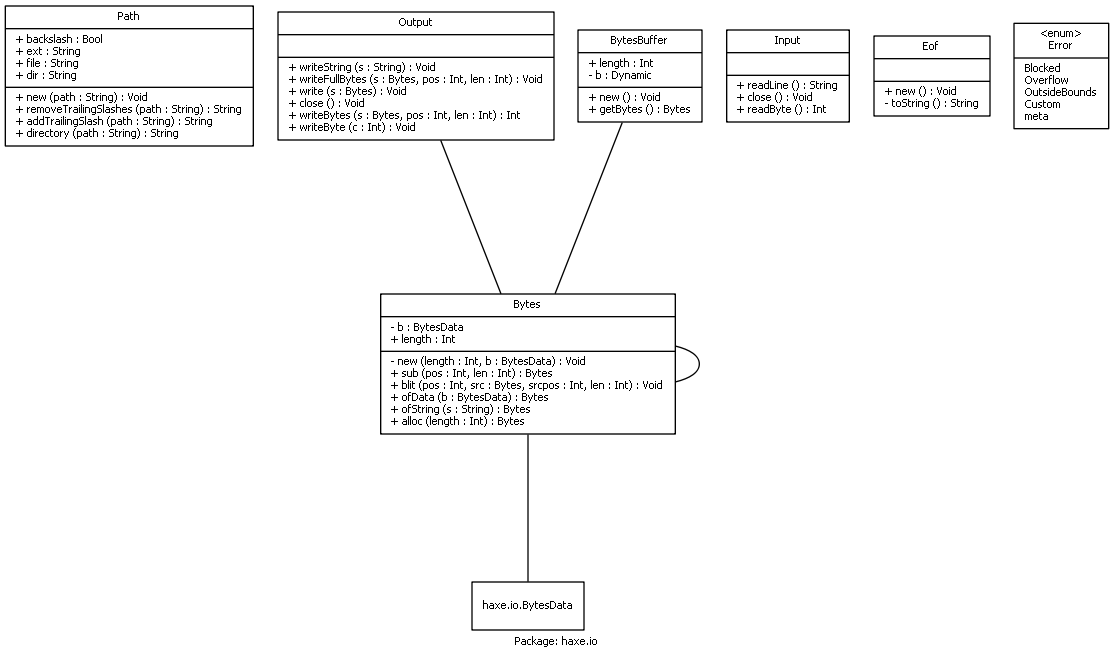 Path
+ backslash : Bool
+ ext : String
+ file : String
+ dir : String
+ new (path : String) : Void
+ removeTrailingSlashes (path : String) : String
+ addTrailingSlash (path : String) : String
+ directory (path : String) : String
Output
+ writeString (s : String) : Void
+ writeFullBytes (s : Bytes, pos : Int, len : Int) : Void
+ write (s : Bytes) : Void
+ close () : Void
+ writeBytes (s : Bytes, pos : Int, len : Int) : Int
+ writeByte (c : Int) : Void
BytesBuffer
+ length : Int
- b : Dynamic
+ new () : Void
+ getBytes () : Bytes
Input
+ readLine () : String
+ close () : Void
+ readByte () : Int
Eof
+ new () : Void
- toString () : String
<enum>
Error
Blocked
Overflow
OutsideBounds
Custom
meta
Bytes
- b : BytesData
+ length : Int
- new (length : Int, b : BytesData) : Void
+ sub (pos : Int, len : Int) : Bytes
+ blit (pos : Int, src : Bytes, srcpos : Int, len : Int) : Void
+ ofData (b : BytesData) : Bytes
+ ofString (s : String) : Bytes
+ alloc (length : Int) : Bytes
haxe.io.BytesData
Package: haxe.io